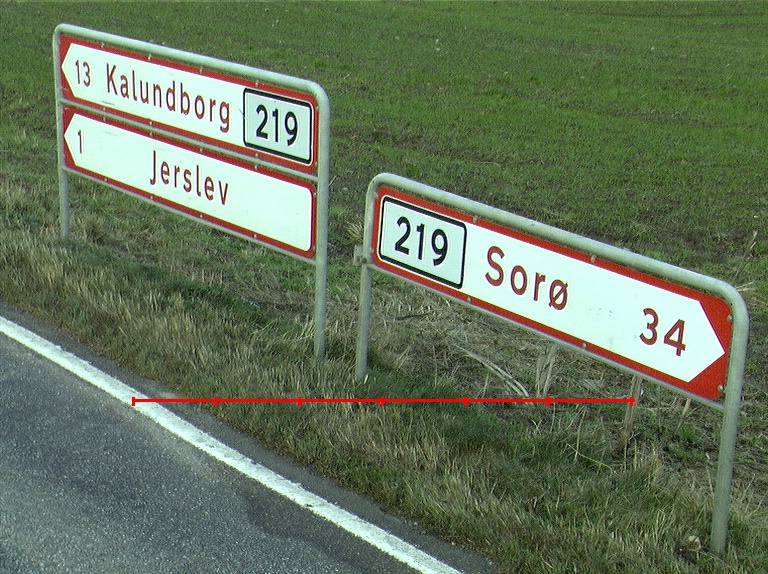 13 Kalundborg 219
1 Jerslev
219 Sorø 34